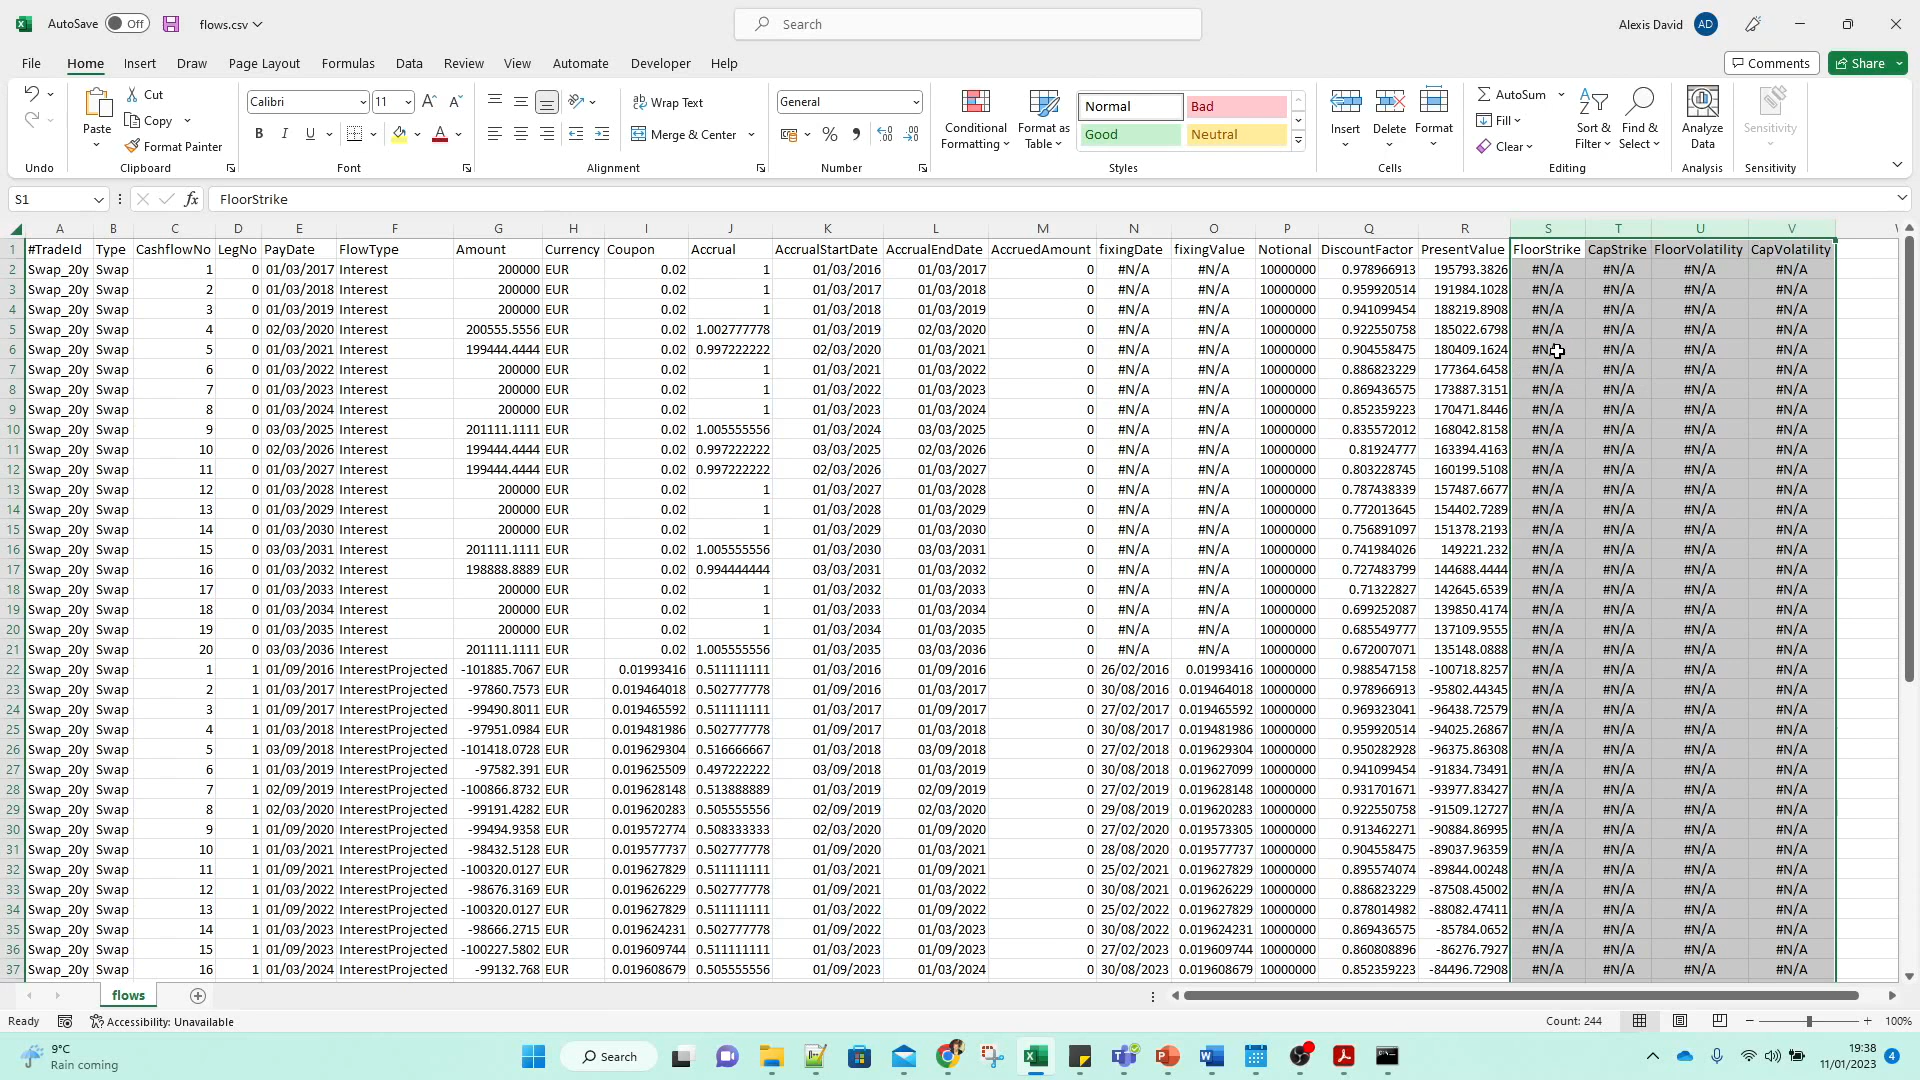 AutoSave Off flows.csv Search Alexis David AD
File Home Insert Draw Page Layout Formulas Data Review View Automate Developer Help Comments Share
Cut Calibri 11 Wrap Text General Normal Bad AutoSum
Paste Copy Merge & Center Conditional Formatting Format as Table Good Neutral Insert Delete Format Fill Sort & Filter Find & Select Analyze Data Sensitivity
Format Painter Clear
Undo Clipboard Font Alignment Number Styles Cells Editing Analysis Sensitivity
S1 fx FloorStrike
A B C D E F G H I J K L M N O P Q R S T U V
1 #TradeId Type CashflowNo LegNo PayDate FlowType Amount Currency Coupon Accrual AccrualStartDate AccrualEndDate AccruedAmount fixingDate fixingValue Notional DiscountFactor PresentValue FloorStrike CapStrike FloorVolatility CapVolatility
2 Swap_20y Swap 1 0 01/03/2017 Interest 200000 EUR 0.02 1 01/03/2016 01/03/2017 0 #N/A #N/A 10000000 0.978966913 195793.3826 #N/A #N/A #N/A #N/A
3 Swap_20y Swap 2 0 01/03/2018 Interest 200000 EUR 0.02 1 01/03/2017 01/03/2018 0 #N/A #N/A 10000000 0.959920514 191984.1028 #N/A #N/A #N/A #N/A
4 Swap_20y Swap 3 0 01/03/2019 Interest 200000 EUR 0.02 1 01/03/2018 01/03/2019 0 #N/A #N/A 10000000 0.941099454 188219.8908 #N/A #N/A #N/A #N/A
5 Swap_20y Swap 4 0 02/03/2020 Interest 200555.5556 EUR 0.02 1.002777778 01/03/2019 02/03/2020 0 #N/A #N/A 10000000 0.922550758 185022.6798 #N/A #N/A #N/A #N/A
6 Swap_20y Swap 5 0 01/03/2021 Interest 199444.4444 EUR 0.02 0.997222222 02/03/2020 01/03/2021 0 #N/A #N/A 10000000 0.904558475 180409.1624 #N/A #N/A #N/A #N/A
7 Swap_20y Swap 6 0 01/03/2022 Interest 200000 EUR 0.02 1 01/03/2021 01/03/2022 0 #N/A #N/A 10000000 0.886823229 177364.6458 #N/A #N/A #N/A #N/A
8 Swap_20y Swap 7 0 01/03/2023 Interest 200000 EUR 0.02 1 01/03/2022 01/03/2023 0 #N/A #N/A 10000000 0.869436575 173887.3151 #N/A #N/A #N/A #N/A
9 Swap_20y Swap 8 0 01/03/2024 Interest 200000 EUR 0.02 1 01/03/2023 01/03/2024 0 #N/A #N/A 10000000 0.852359223 170471.8446 #N/A #N/A #N/A #N/A
10 Swap_20y Swap 9 0 03/03/2025 Interest 201111.1111 EUR 0.02 1.005555556 01/03/2024 03/03/2025 0 #N/A #N/A 10000000 0.835572012 168042.8158 #N/A #N/A #N/A #N/A
11 Swap_20y Swap 10 0 02/03/2026 Interest 199444.4444 EUR 0.02 0.997222222 03/03/2025 02/03/2026 0 #N/A #N/A 10000000 0.81924777 163394.4163 #N/A #N/A #N/A #N/A
12 Swap_20y Swap 11 0 01/03/2027 Interest 199444.4444 EUR 0.02 0.997222222 02/03/2026 01/03/2027 0 #N/A #N/A 10000000 0.803228745 160199.5108 #N/A #N/A #N/A #N/A
13 Swap_20y Swap 12 0 01/03/2028 Interest 200000 EUR 0.02 1 01/03/2027 01/03/2028 0 #N/A #N/A 10000000 0.787438339 157487.6677 #N/A #N/A #N/A #N/A
14 Swap_20y Swap 13 0 01/03/2029 Interest 200000 EUR 0.02 1 01/03/2028 01/03/2029 0 #N/A #N/A 10000000 0.772013645 154402.7289 #N/A #N/A #N/A #N/A
15 Swap_20y Swap 14 0 01/03/2030 Interest 200000 EUR 0.02 1 01/03/2029 01/03/2030 0 #N/A #N/A 10000000 0.756891097 151378.2193 #N/A #N/A #N/A #N/A
16 Swap_20y Swap 15 0 03/03/2031 Interest 201111.1111 EUR 0.02 1.005555556 01/03/2030 03/03/2031 0 #N/A #N/A 10000000 0.741984026 149221.232 #N/A #N/A #N/A #N/A
17 Swap_20y Swap 16 0 01/03/2032 Interest 198888.8889 EUR 0.02 0.994444444 03/03/2031 01/03/2032 0 #N/A #N/A 10000000 0.727483799 144688.4444 #N/A #N/A #N/A #N/A
18 Swap_20y Swap 17 0 01/03/2033 Interest 200000 EUR 0.02 1 01/03/2032 01/03/2033 0 #N/A #N/A 10000000 0.71322827 142645.6539 #N/A #N/A #N/A #N/A
19 Swap_20y Swap 18 0 01/03/2034 Interest 200000 EUR 0.02 1 01/03/2033 01/03/2034 0 #N/A #N/A 10000000 0.699252087 139850.4174 #N/A #N/A #N/A #N/A
20 Swap_20y Swap 19 0 01/03/2035 Interest 200000 EUR 0.02 1 01/03/2034 01/03/2035 0 #N/A #N/A 10000000 0.685549777 137109.9555 #N/A #N/A #N/A #N/A
21 Swap_20y Swap 20 0 03/03/2036 Interest 201111.1111 EUR 0.02 1.005555556 01/03/2035 03/03/2036 0 #N/A #N/A 10000000 0.672007071 135148.0888 #N/A #N/A #N/A #N/A
22 Swap_20y Swap 1 1 01/09/2016 InterestProjected -101885.7067 EUR 0.01993416 0.511111111 01/03/2016 01/09/2016 0 26/02/2016 0.01993416 10000000 0.988547158 -100718.8257 #N/A #N/A #N/A #N/A
23 Swap_20y Swap 2 1 01/03/2017 InterestProjected -97860.7573 EUR 0.019464018 0.502777778 01/09/2016 01/03/2017 0 30/08/2016 0.019464018 10000000 0.978966913 -95802.44345 #N/A #N/A #N/A #N/A
24 Swap_20y Swap 3 1 01/09/2017 InterestProjected -99490.8011 EUR 0.019465592 0.511111111 01/03/2017 01/09/2017 0 27/02/2017 0.019465592 10000000 0.969323041 -96438.72579 #N/A #N/A #N/A #N/A
25 Swap_20y Swap 4 1 01/03/2018 InterestProjected -97951.0984 EUR 0.019481986 0.502777778 01/09/2017 01/03/2018 0 30/08/2017 0.019481986 10000000 0.959920514 -94025.26867 #N/A #N/A #N/A #N/A
26 Swap_20y Swap 5 1 03/09/2018 InterestProjected -101418.0728 EUR 0.019629304 0.516666667 01/03/2018 03/09/2018 0 27/02/2018 0.019629304 10000000 0.950282928 -96375.86308 #N/A #N/A #N/A #N/A
27 Swap_20y Swap 6 1 01/03/2019 InterestProjected -97582.391 EUR 0.019625509 0.497222222 03/09/2018 01/03/2019 0 30/08/2018 0.019627099 10000000 0.941099454 -91834.73491 #N/A #N/A #N/A #N/A
28 Swap_20y Swap 7 1 02/09/2019 InterestProjected -100866.8732 EUR 0.019628148 0.513888889 01/03/2019 02/09/2019 0 27/02/2019 0.019628148 10000000 0.931701671 -93977.83427 #N/A #N/A #N/A #N/A
29 Swap_20y Swap 8 1 02/03/2020 InterestProjected -99191.4282 EUR 0.019620283 0.505555556 02/09/2019 02/03/2020 0 29/08/2019 0.019620283 10000000 0.922550758 -91509.12727 #N/A #N/A #N/A #N/A
30 Swap_20y Swap 9 1 01/09/2020 InterestProjected -99494.9358 EUR 0.019572774 0.508333333 02/03/2020 01/09/2020 0 27/02/2020 0.019573305 10000000 0.913462271 -90884.86995 #N/A #N/A #N/A #N/A
31 Swap_20y Swap 10 1 01/03/2021 InterestProjected -98432.5128 EUR 0.019577737 0.502777778 01/09/2020 01/03/2021 0 28/08/2020 0.019577737 10000000 0.904558475 -89037.96359 #N/A #N/A #N/A #N/A
32 Swap_20y Swap 11 1 01/09/2021 InterestProjected -100320.0127 EUR 0.019627829 0.511111111 01/03/2021 01/09/2021 0 25/02/2021 0.019627829 10000000 0.895574074 -89844.00248 #N/A #N/A #N/A #N/A
33 Swap_20y Swap 12 1 01/03/2022 InterestProjected -98676.3169 EUR 0.019626229 0.502777778 01/09/2021 01/03/2022 0 30/08/2021 0.019626229 10000000 0.886823229 -87508.45002 #N/A #N/A #N/A #N/A
34 Swap_20y Swap 13 1 01/09/2022 InterestProjected -100320.0127 EUR 0.019627829 0.511111111 01/03/2022 01/09/2022 0 25/02/2022 0.019627829 10000000 0.878014982 -88082.47411 #N/A #N/A #N/A #N/A
35 Swap_20y Swap 14 1 01/03/2023 InterestProjected -98666.2715 EUR 0.019624231 0.502777778 01/09/2022 01/03/2023 0 30/08/2022 0.019624231 10000000 0.869436575 -85784.0652 #N/A #N/A #N/A #N/A
36 Swap_20y Swap 15 1 01/09/2023 InterestProjected -100227.5802 EUR 0.019609744 0.511111111 01/03/2023 01/09/2023 0 27/02/2023 0.019609744 10000000 0.860808896 -86276.7927 #N/A #N/A #N/A #N/A
37 Swap_20y Swap 16 1 01/03/2024 InterestProjected -99132.768 EUR 0.019608679 0.505555556 01/09/2023 01/03/2024 0 30/08/2023 0.019608679 10000000 0.852359223 -84496.72908 #N/A #N/A #N/A #N/A
flows
Ready Accessibility: Unavailable Count: 244 100%
9°C Search 19:38
Rain coming 11/01/2023 4